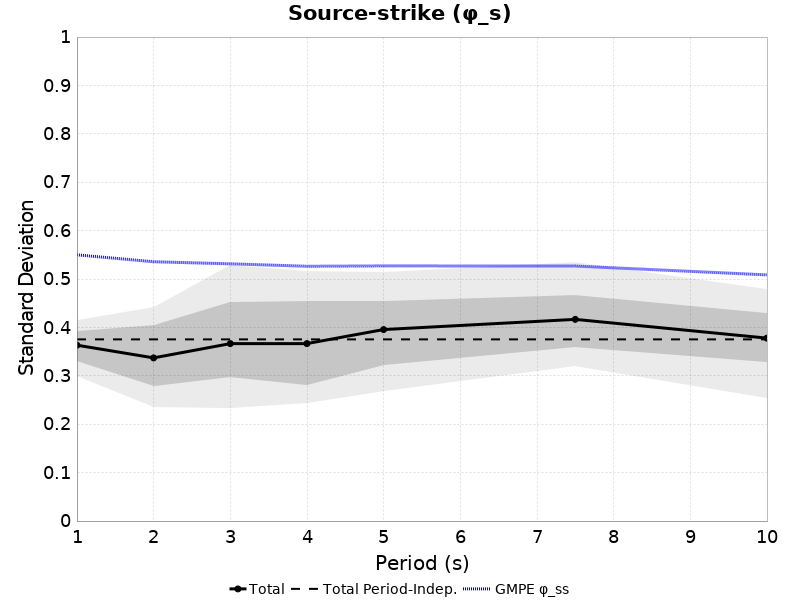 Source-strike (φ_s)
Standard Deviation
1
0.9
0.8
0.7
0.6
0.5
0.4
0.3
0.2
0.1
0
1 2 3 4 5 6 7 8 9 10
Period (s)
Total Total Period-Indep. GMPE φ_ss